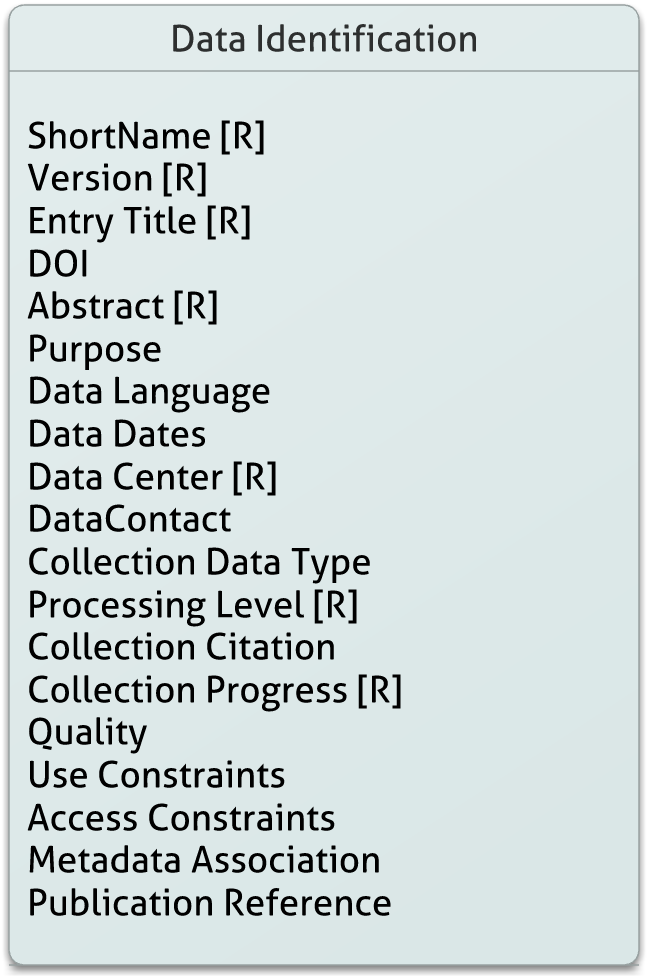 Data Identification
ShortName [R]
Version [R]
Entry Title [R]
DOI
Abstract [R]
Purpose
Data Language
Data Dates
Data Center [R]
DataContact
Collection Data Type
Processing Level [R]
Collection Citation
Collection Progress [R]
Quality
Use Constraints
Access Constraints
Metadata Association
Publication Reference